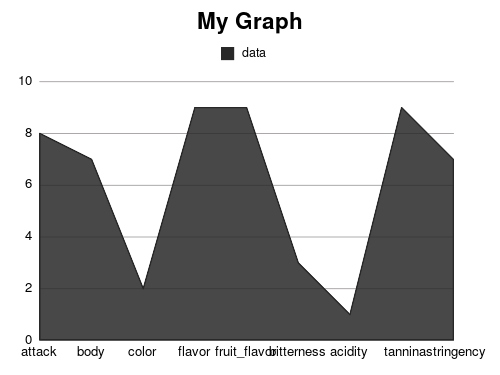 My Graph
data
10
8
6
4
2
0
attack body color flavor fruit_flavor bitterness acidity tannin astringency